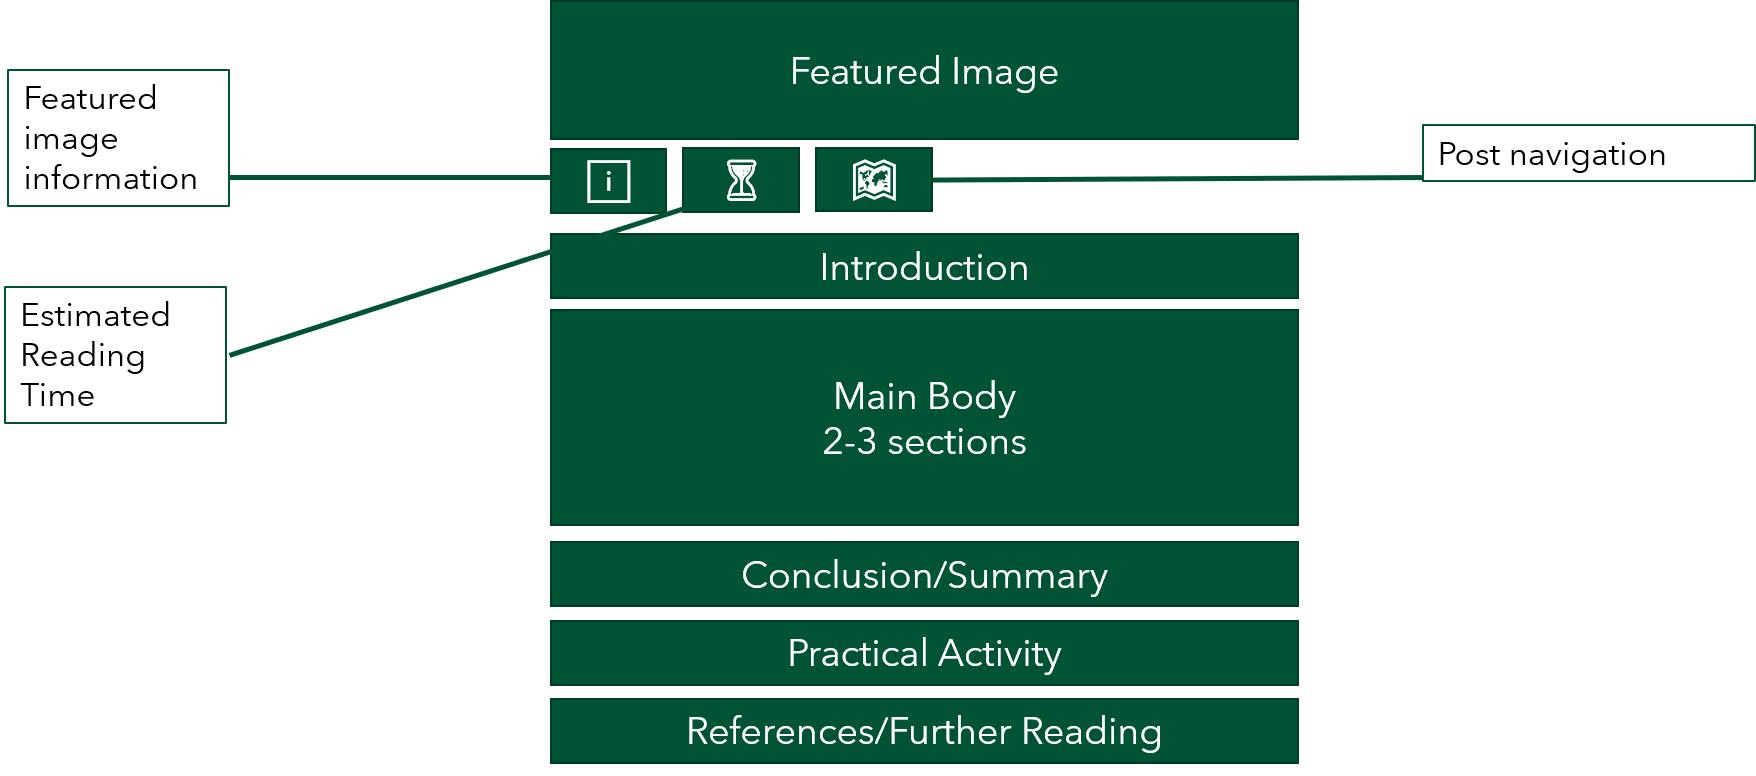 Featured Image
Featured
image
information
i
Post navigation
Introduction
Estimated
Reading
Time
Main Body
2-3 sections
Conclusion/Summary
Practical Activity
References/Further Reading